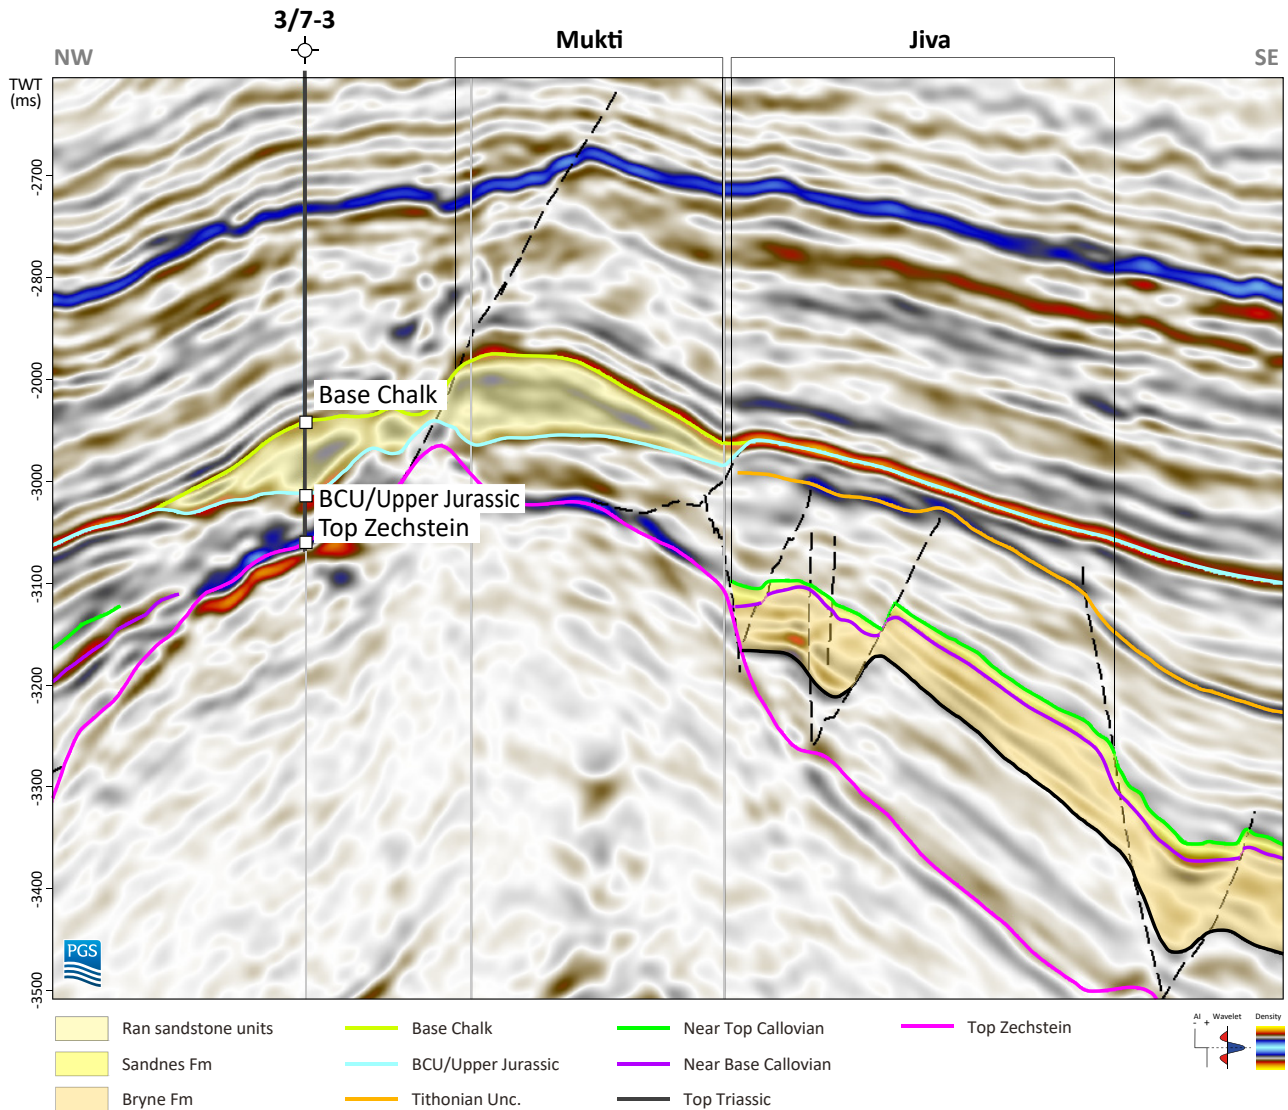 3/7-3
Mukti
Jiva
NW
SE
TWT
(ms)
-2700
-2800
-2000
Base Chalk
-3000
BCU/Upper Jurassic
Top Zechstein
-3100
-3200
-3300
-3400
PGS
-3500
Ran sandstone units
Base Chalk
Near Top Callovian
Top Zechstein
Sandnes Fm
BCU/Upper Jurassic
Near Base Callovian
Bryne Fm
Tithonian Unc.
Top Triassic
AI
- +
Wavelet
Density